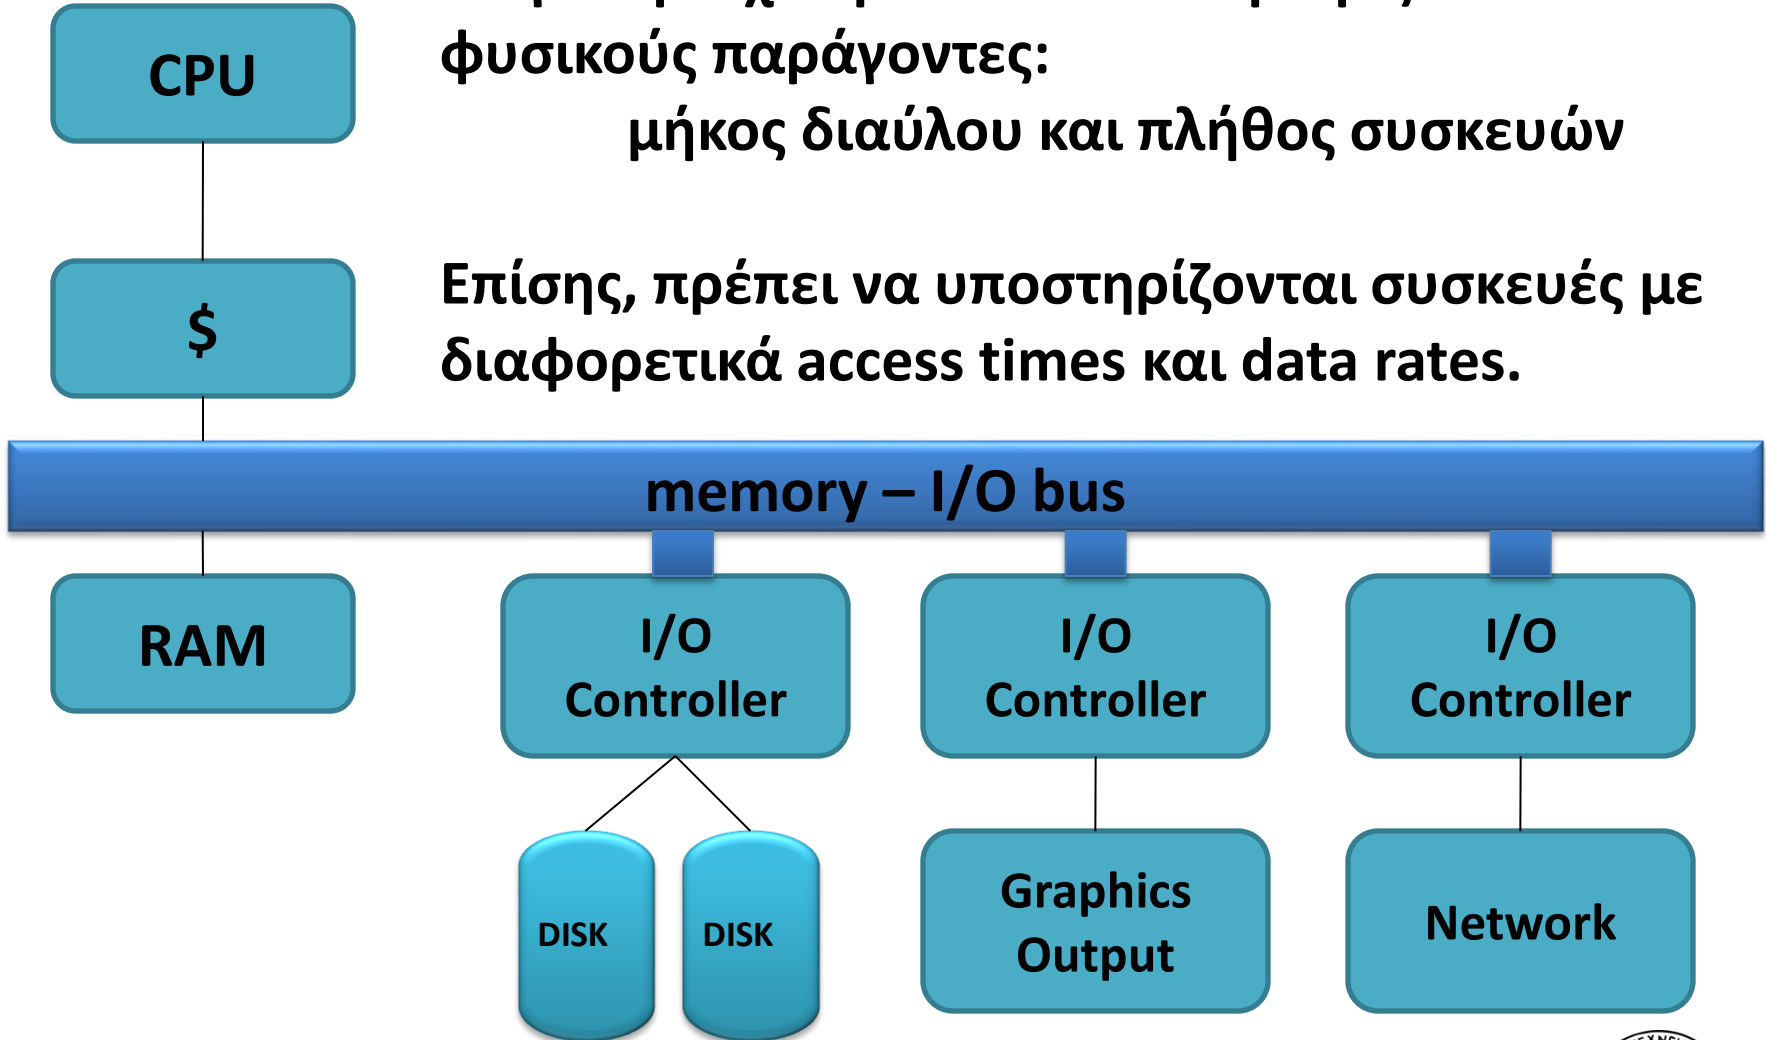 φυσικούς παράγοντες:
μήκος διαύλου και πλήθος συσκευών
Επίσης, πρέπει να υποστηρίζονται συσκευές με
διαφορετικά access times και data rates.
CPU
$
memory – I/O bus
RAM
I/O
Controller
I/O
Controller
I/O
Controller
DISK
DISK
Graphics
Output
Network